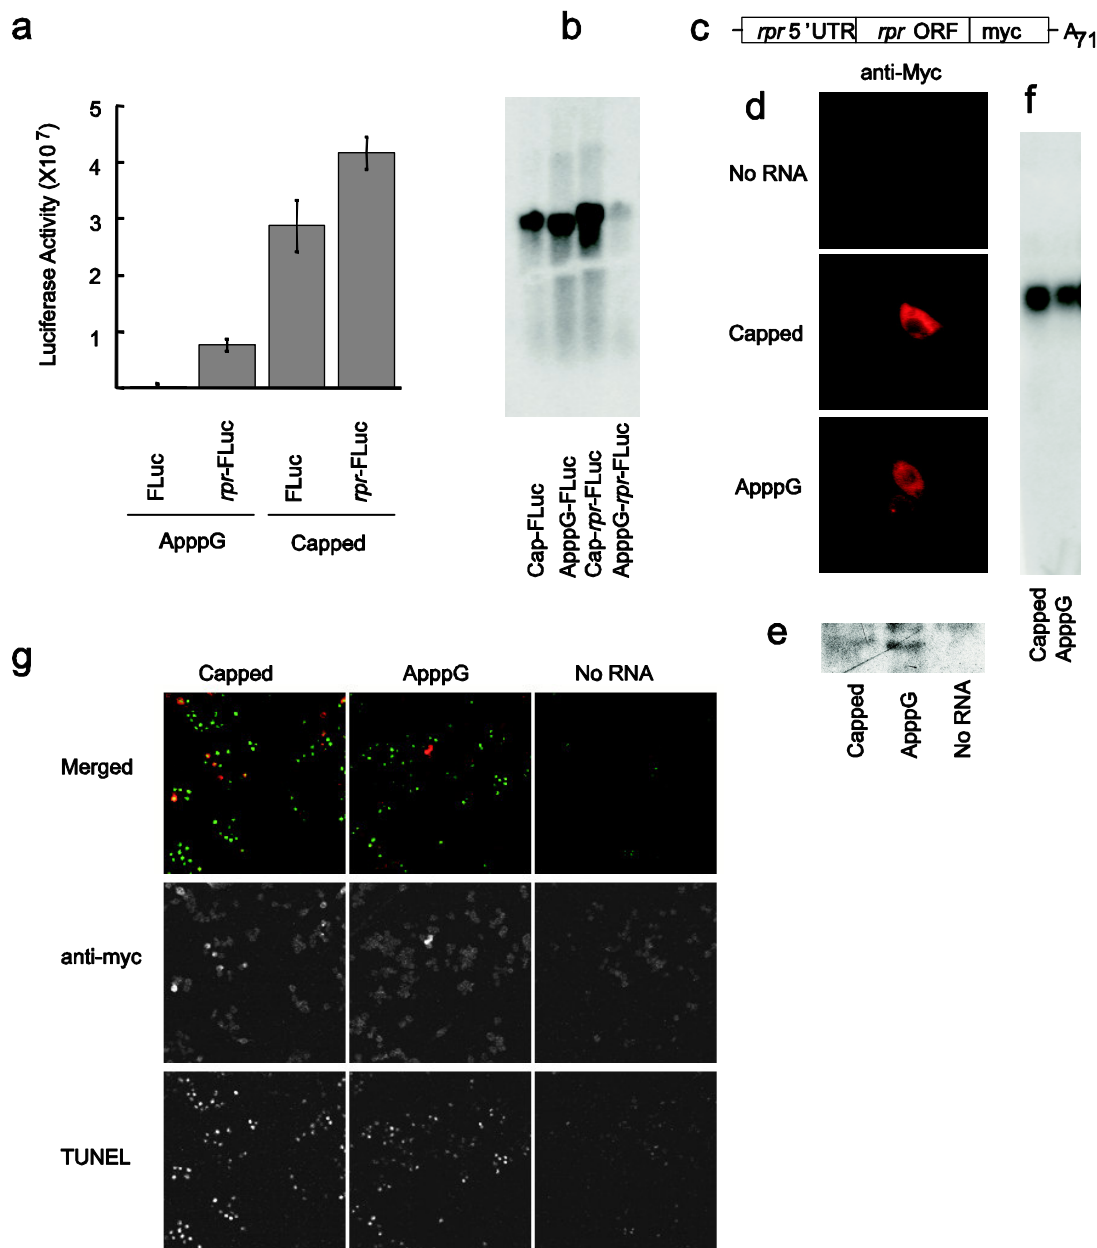 a
Luciferase Activity (X10 7)
5
4
3
2
1
FLuc
rpr-FLuc
FLuc
rpr-FLuc
ApppG
Capped
b
Cap-FLuc
ApppG-FLuc
Cap-rpr-FLuc
ApppG-rpr-FLuc
c
rpr 5 'UTR
rpr ORF
myc
A71
anti-Myc
d
No RNA
Capped
ApppG
e
Capped
ApppG
No RNA
f
Capped
ApppG
g
Capped
ApppG
No RNA
Merged
anti-myc
TUNEL